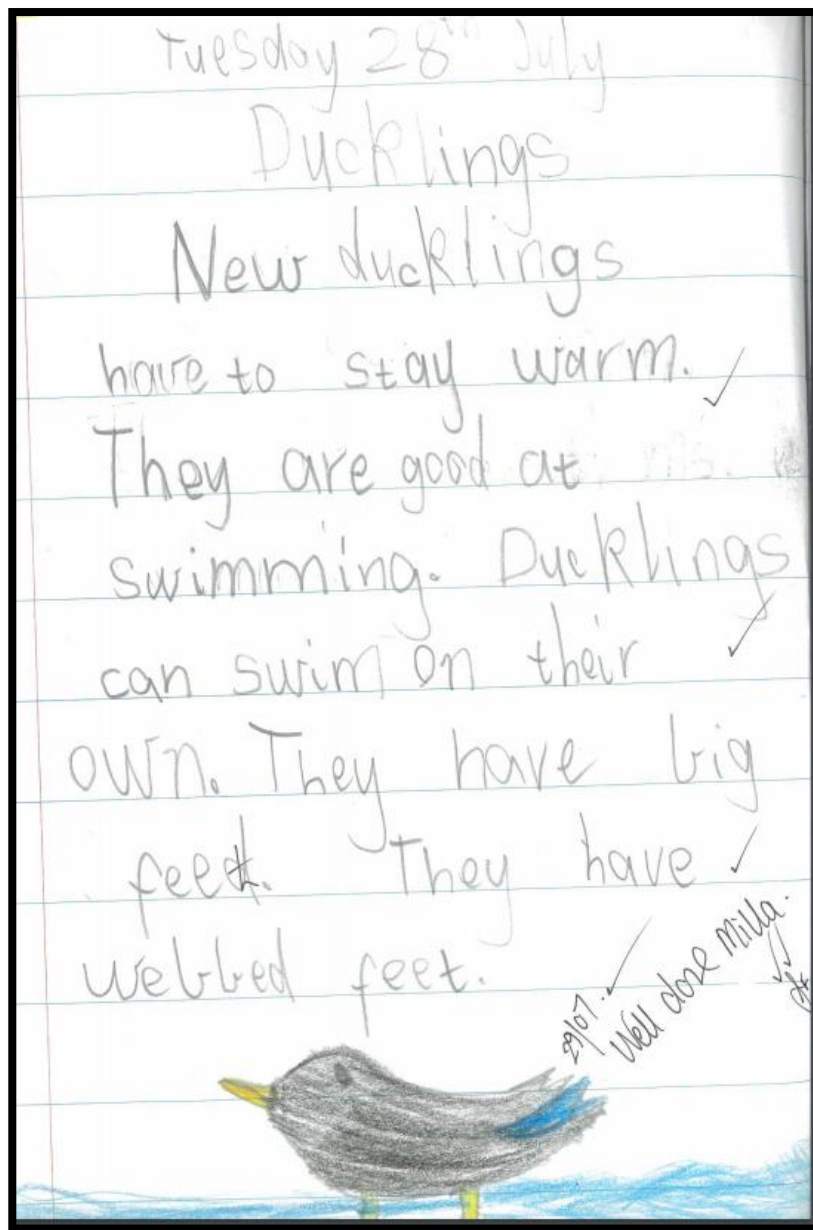 Tuesday 28th July
Ducklings
New ducklings
have to stay warm.
They are good at
swimming. Ducklings
can swim on their
own. They have big
feet. They have
webbed feet.
29/07.
Well done Milla.